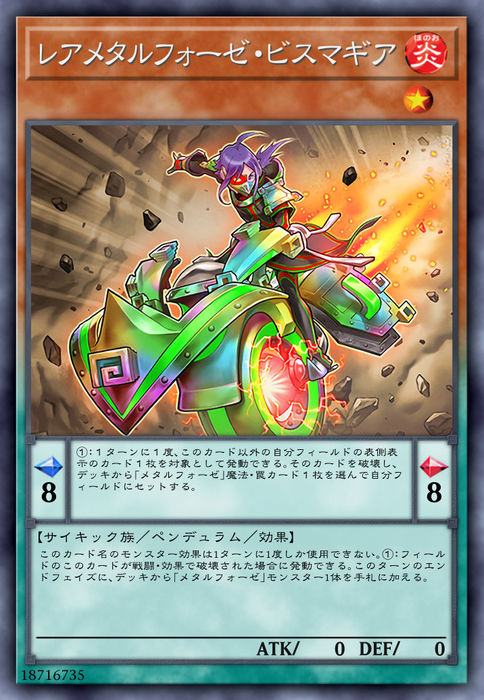 レアメタルフォーゼ・ビスマギア
ほのお
炎
①：１ターンに１度、このカード以外の自分フィールドの表側表
示のカード１枚を対象として発動できる。そのカードを破壊し、
デッキから「メタルフォーゼ」魔法・罠カード１枚を選んで自分フ
ィールドにセットする。
8
8
【サイキック族／ペンデュラム／効果】
このカード名のモンスター効果は1ターンに1度しか使用できない。①：フィール
ドのこのカードが戦闘・効果で破壊された場合に発動できる。このターンのエ
ンドフェイズに、デッキから「メタルフォーゼ」モンスター1体を手札に加える。
ATK/ 0 DEF/ 0
18716735